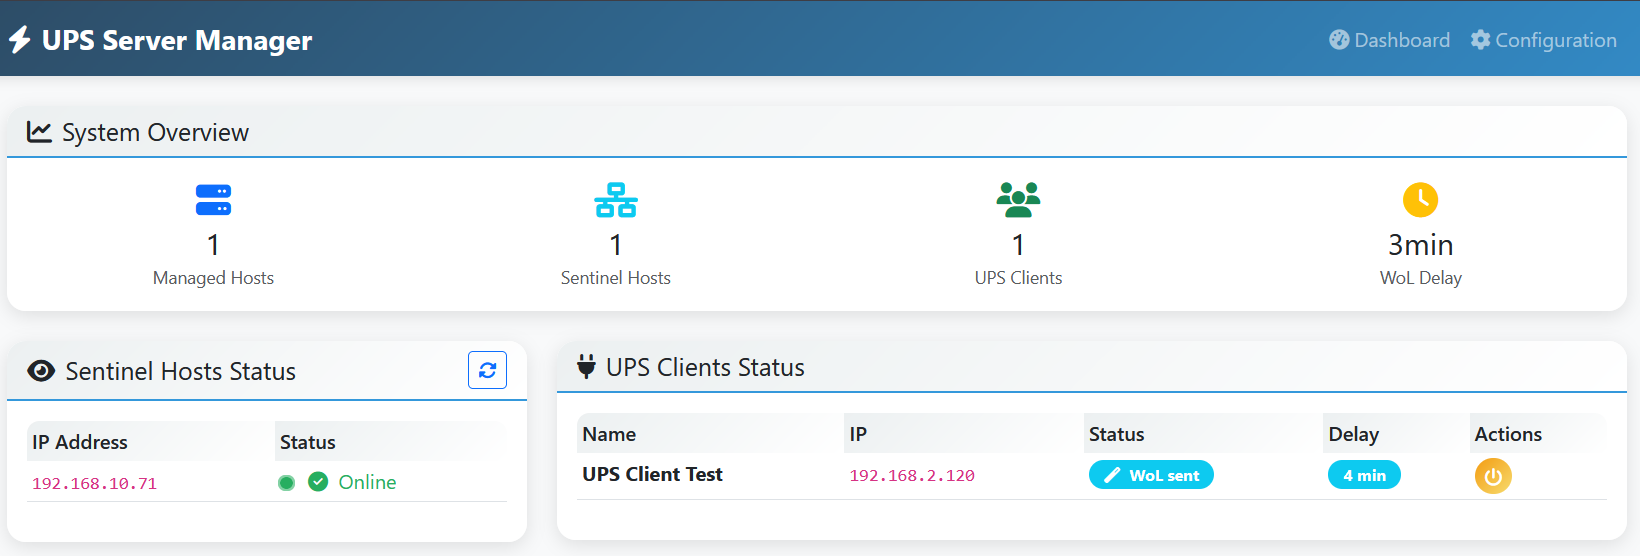 UPS Server Manager
Dashboard Configuration
System Overview
1
Managed Hosts
1
Sentinel Hosts
1
UPS Clients
3min
WoL Delay
Sentinel Hosts Status
IP Address Status
192.168.10.71 Online
UPS Clients Status
Name IP Status Delay Actions
UPS Client Test 192.168.2.120 WoL sent 4 min